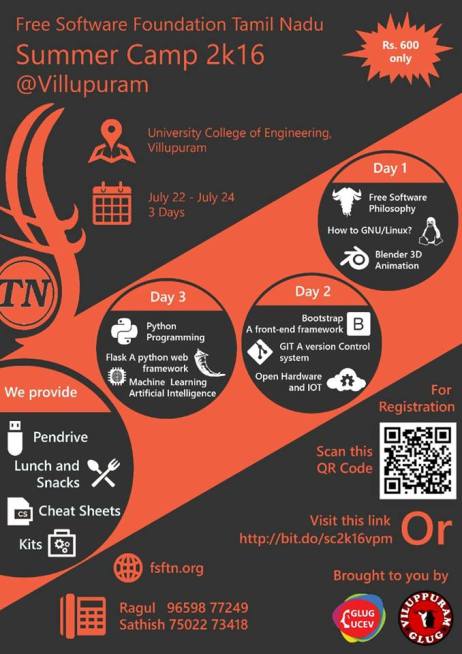 Free Software Foundation Tamil Nadu
Summer Camp 2k16
@Villupuram
Rs. 600
only
University College of Engineering,
Villupuram
July 22 - July 24
3 Days
Day 1
Free Software
Philosophy
How to GNU/Linux?
Blender 3D
Animation
TN
Day 3
Python
Programming
Flask A python web
framework
Machine Learning
Artificial Intelligence
Day 2
Bootstrap
A front-end framework
B
GIT A version Control
system
Open Hardware
and IOT
We provide
Pendrive
Lunch and
Snacks
CS
Cheat Sheets
Kits
For
Registration
Scan this
QR Code
Or
Visit this link
http://bit.do/sc2k16vpm
fsftn.org
Ragul 96598 77249
Sathish 75022 73418
Brought to you by
GLUG
UCEV
VILUPPURAM
GLUG